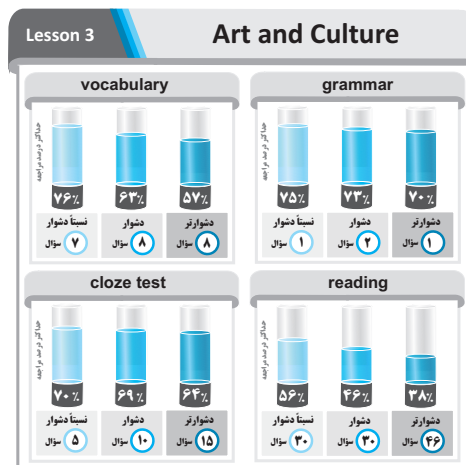 Lesson 3
Art and Culture
vocabulary
حداکثر درصد مراجعه
۷۶٪ ۶۳٪ ۵۷٪
نسبتاً دشوار دشوار دشوارتر
۷ سؤال ۸ سؤال ۸ سؤال
grammar
حداکثر درصد مراجعه
۷۵٪ ۷۳٪ ۷۰٪
نسبتاً دشوار دشوار دشوارتر
۱ سؤال ۲ سؤال ۱ سؤال
cloze test
حداکثر درصد مراجعه
۷۰٪ ۶۹٪ ۶۴٪
نسبتاً دشوار دشوار دشوارتر
۵ سؤال ۱۰ سؤال ۱۵ سؤال
reading
حداکثر درصد مراجعه
۵۶٪ ۴۶٪ ۳۸٪
نسبتاً دشوار دشوار دشوارتر
۳۰ سؤال ۳۰ سؤال ۴۶ سؤال